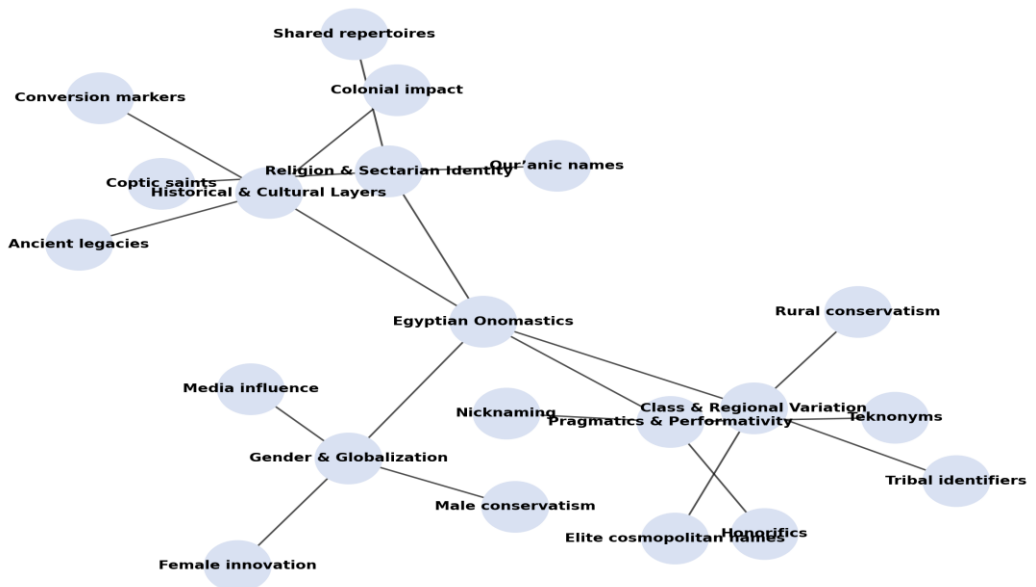 Shared repertoires
Colonial impact
Conversion markers
Qur’anic names
Religion & Sectarian Identity
Coptic saints
Historical & Cultural Layers
Ancient legacies
Rural conservatism
Egyptian Onomastics
Media influence
Class & Regional Variation
Nicknaming
Teknonyms
Pragmatics & Performativity
Gender & Globalization
Tribal identifiers
Male conservatism
Honorifics
Elite cosmopolitan names
Female innovation